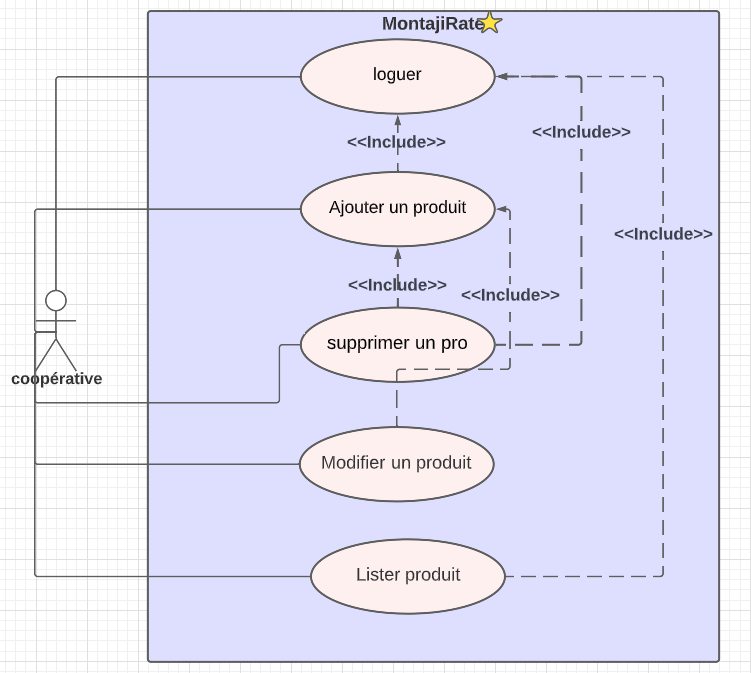 MontajiRate
loguer
<<Include>>
<<Include>>
Ajouter un produit
<<Include>>
<<Include>>
<<Include>>
supprimer un pro
coopérative
Modifier un produit
Lister produit